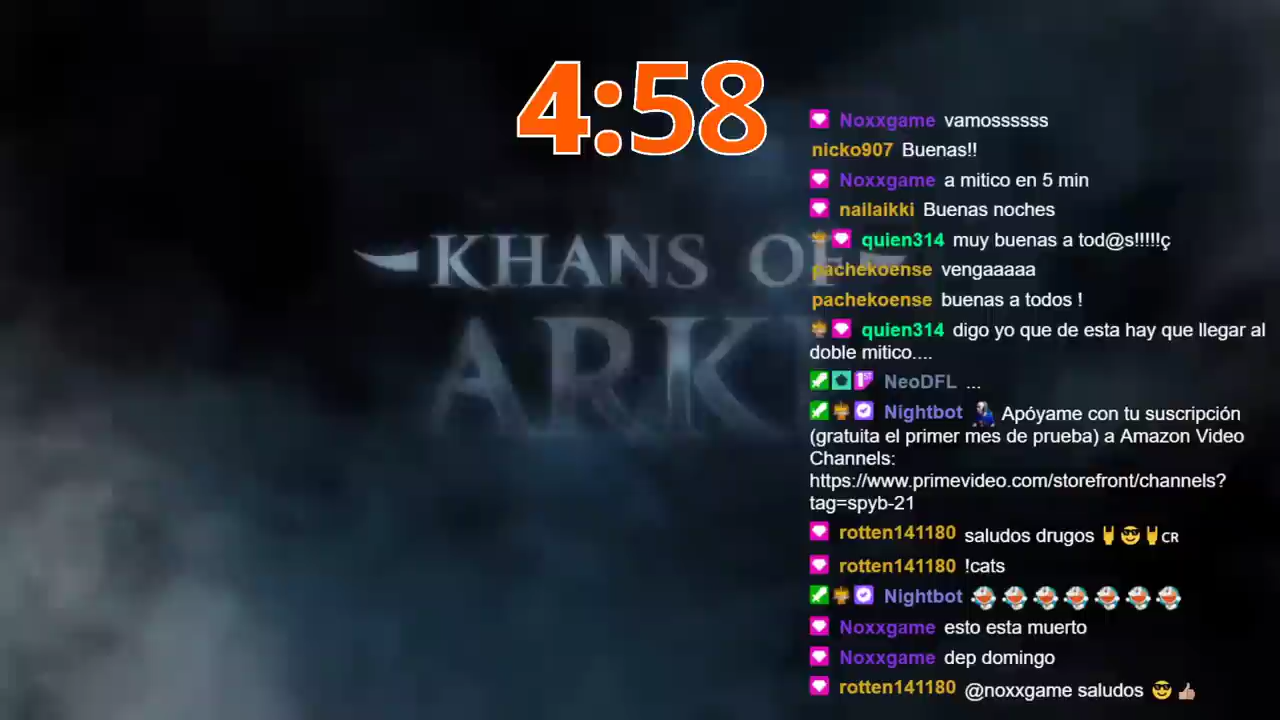 4:58
KHANS OF
ARK
Noxxgame vamossssss
nicko907 Buenas!!
Noxxgame a mitico en 5 min
nailaikki Buenas noches
quien314 muy buenas a tod@s!!!!!ç
pachekoense vengaaaaa
pachekoense buenas a todos !
quien314 digo yo que de esta hay que llegar al
doble mitico....
1ST NeoDFL ...
Nightbot Apóyame con tu suscripción
(gratuita el primer mes de prueba) a Amazon Video
Channels:
https://www.primevideo.com/storefront/channels?
tag=spyb-21
rotten141180 saludos drugos 🤘😎🤘CR
rotten141180 !cats
Nightbot
Noxxgame esto esta muerto
Noxxgame dep domingo
rotten141180 @noxxgame saludos 😎👍🏼